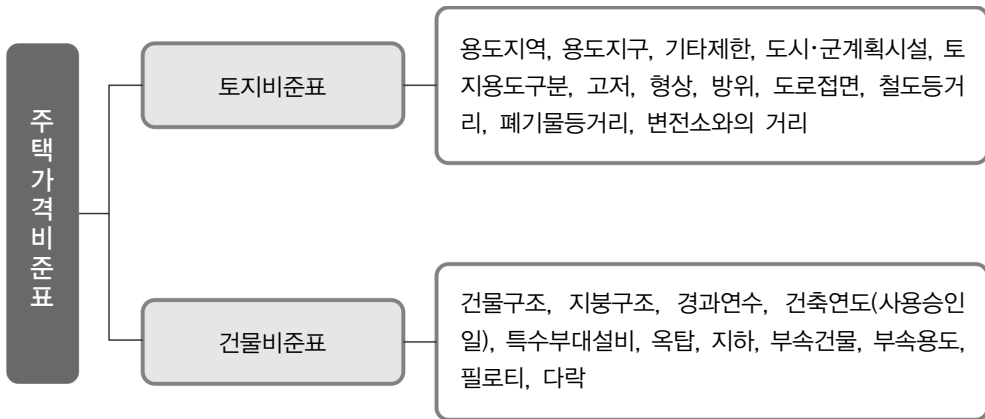 주택가격비준표
토지비준표
용도지역, 용도지구, 기타제한, 도시·군계획시설, 토
지용도구분, 고저, 형상, 방위, 도로접면, 철도등거
리, 폐기물등거리, 변전소와의 거리
건물비준표
건물구조, 지붕구조, 경과연수, 건축연도(사용승인
일), 특수부대설비, 옥탑, 지하, 부속건물, 부속용도,
필로티, 다락